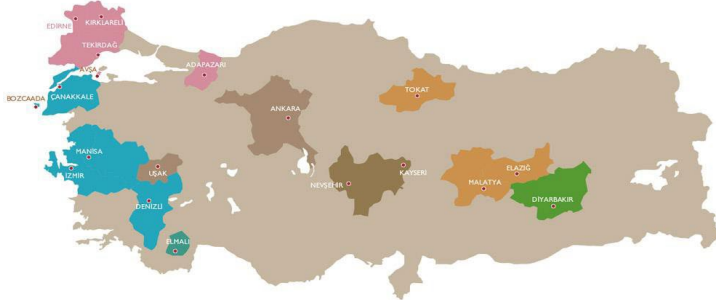 EDİRNE
KIRKLARELİ
TEKİRDAĞ
ADAPAZARI
AVŞA
BOZCAADA
ÇANAKKALE
TOKAT
ANKARA
MANİSA
UŞAK
İZMİR
ELAZIĞ
KAYSERİ
NEVŞEHİR
MALATYA
DİYARBAKIR
DENİZLİ
ELMALI